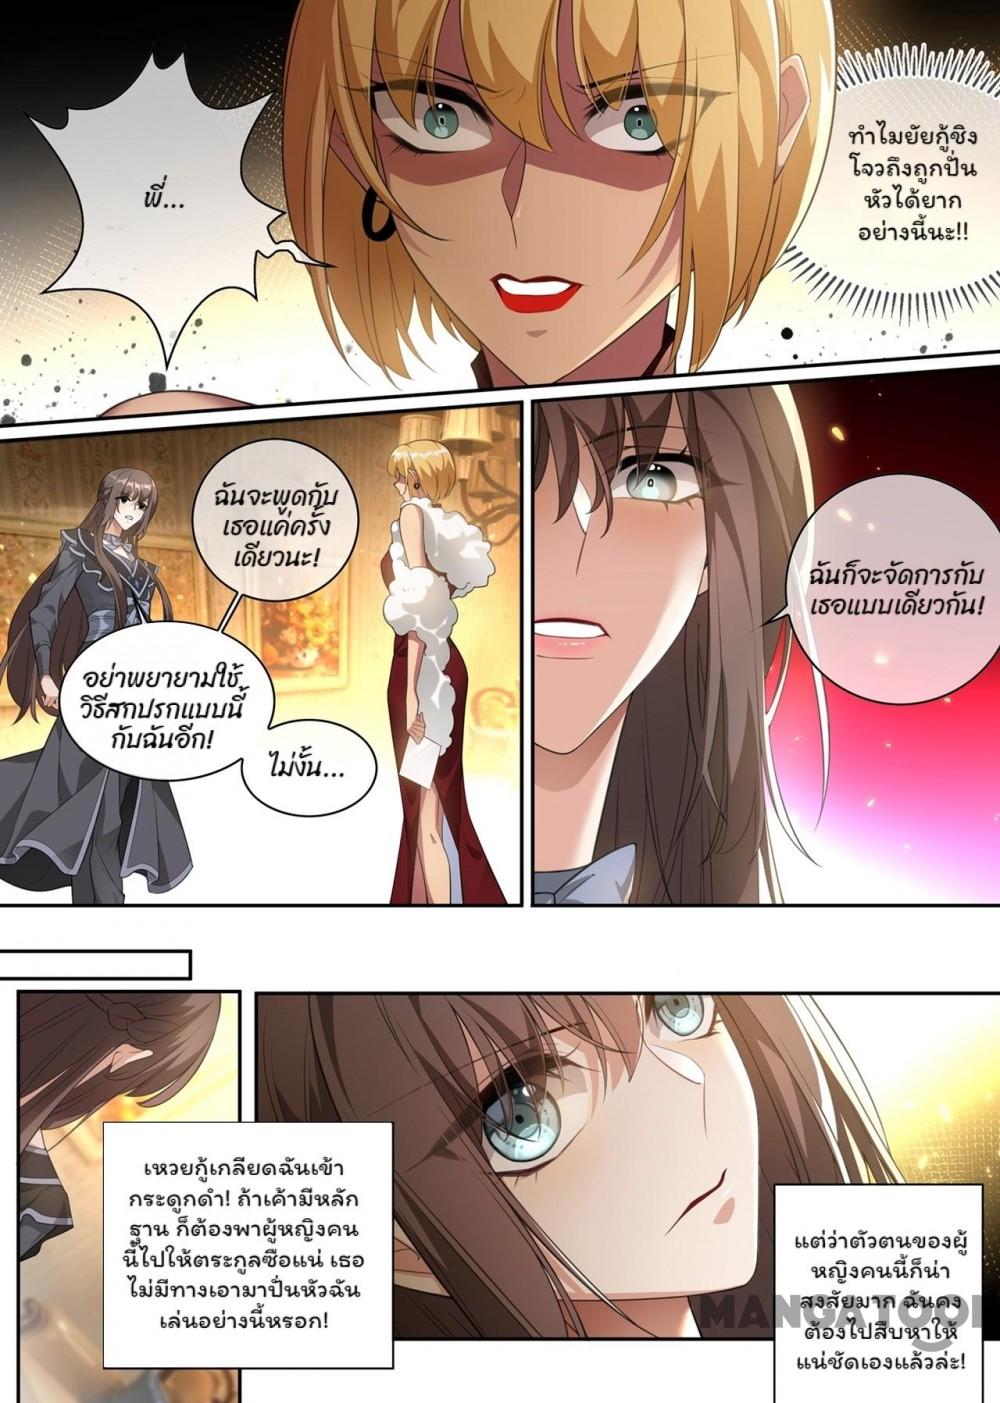 พี่...
ทำไมยัยกู้ชิง
โจวถึงถูกปั่น
หัวได้ยาก
อย่างนี้นะ!!
ฉันจะพูดกับ
เธอแค่ครั้ง
เดียวนะ!
อย่าพยายามใช้
วิธีสกปรกแบบนี้
กับฉันอีก!
ไม่งั้น...
ฉันก็จะจัดการกับ
เธอแบบเดียวกัน!
เหวยกู้เกลียดฉันเข้า
กระดูกดำ! ถ้าเค้ามีหลัก
ฐาน ก็ต้องพาผู้หญิงคน
นี้ไปให้ตระกูลซือแน่ เธอ
ไม่มีทางเอามาปั่นหัวฉัน
เล่นอย่างนี้หรอก!
แต่ว่าตัวตนของผู้
หญิงคนนี้ก็น่า
สงสัยมาก ฉันคง
ต้องไปสืบหาให้
แน่ชัดเองแล้วล่ะ!
MANGATOON